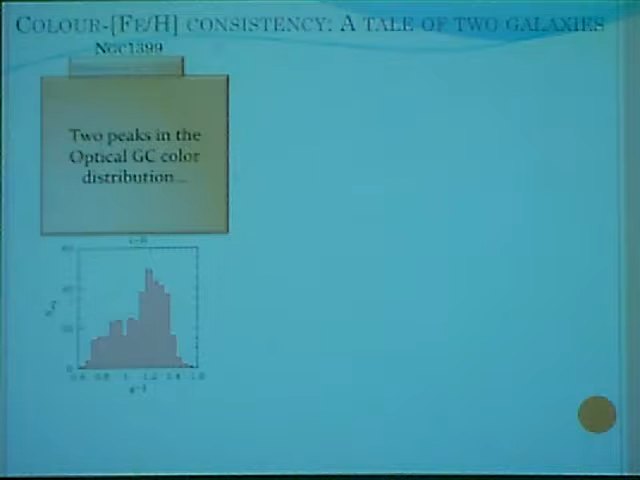 COLOUR-[FE/H] CONSISTENCY: A TALE OF TWO GALAXIES
NGC1399
Two peaks in the
Optical GC color
distribution...